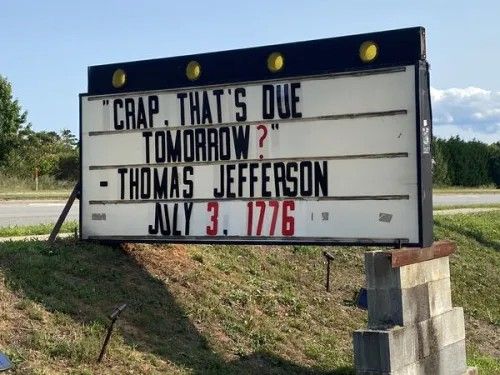 "CRAP, THAT'S DUE
TOMORROW?"
- THOMAS JEFFERSON
JULY 3, 1776